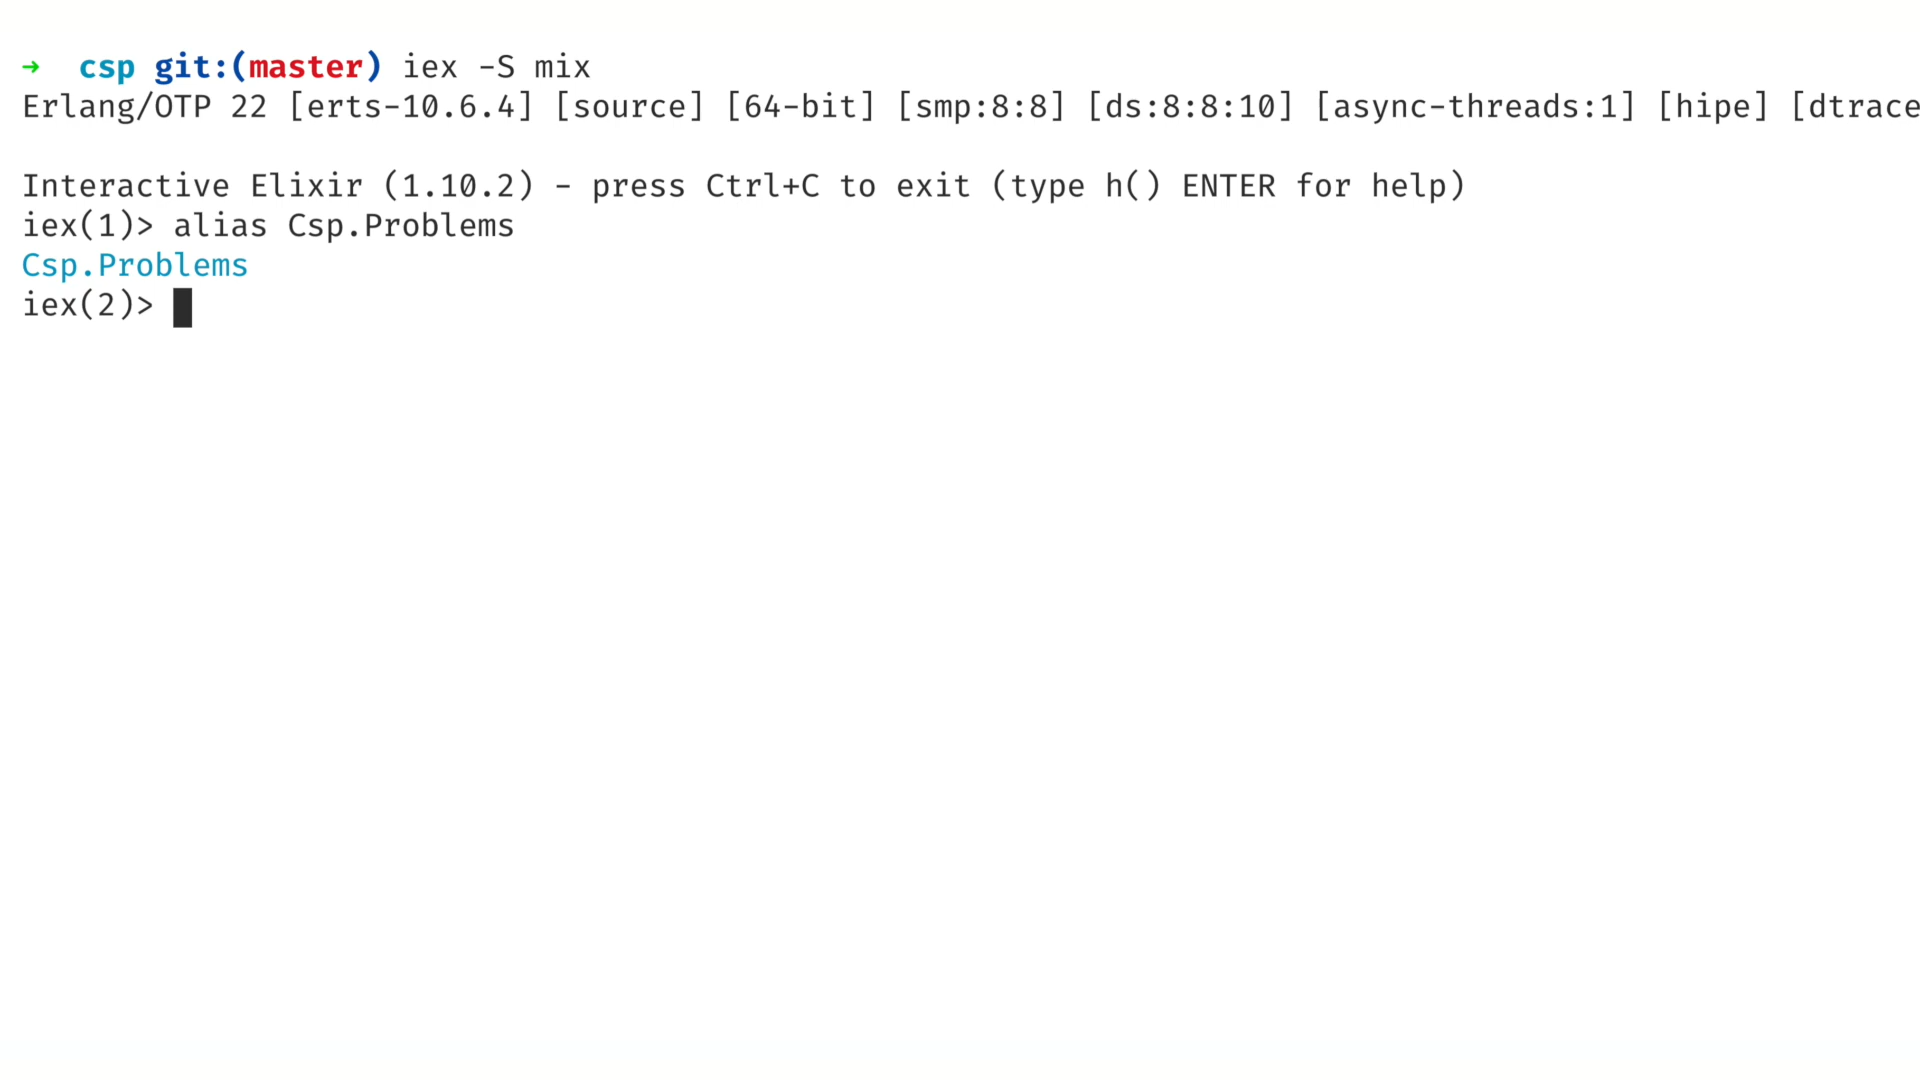 → csp git:(master) iex -S mix
Erlang/OTP 22 [erts-10.6.4] [source] [64-bit] [smp:8:8] [ds:8:8:10] [async-threads:1] [hipe] [dtrace
Interactive Elixir (1.10.2) - press Ctrl+C to exit (type h() ENTER for help)
iex(1)> alias Csp.Problems
Csp.Problems
iex(2)>